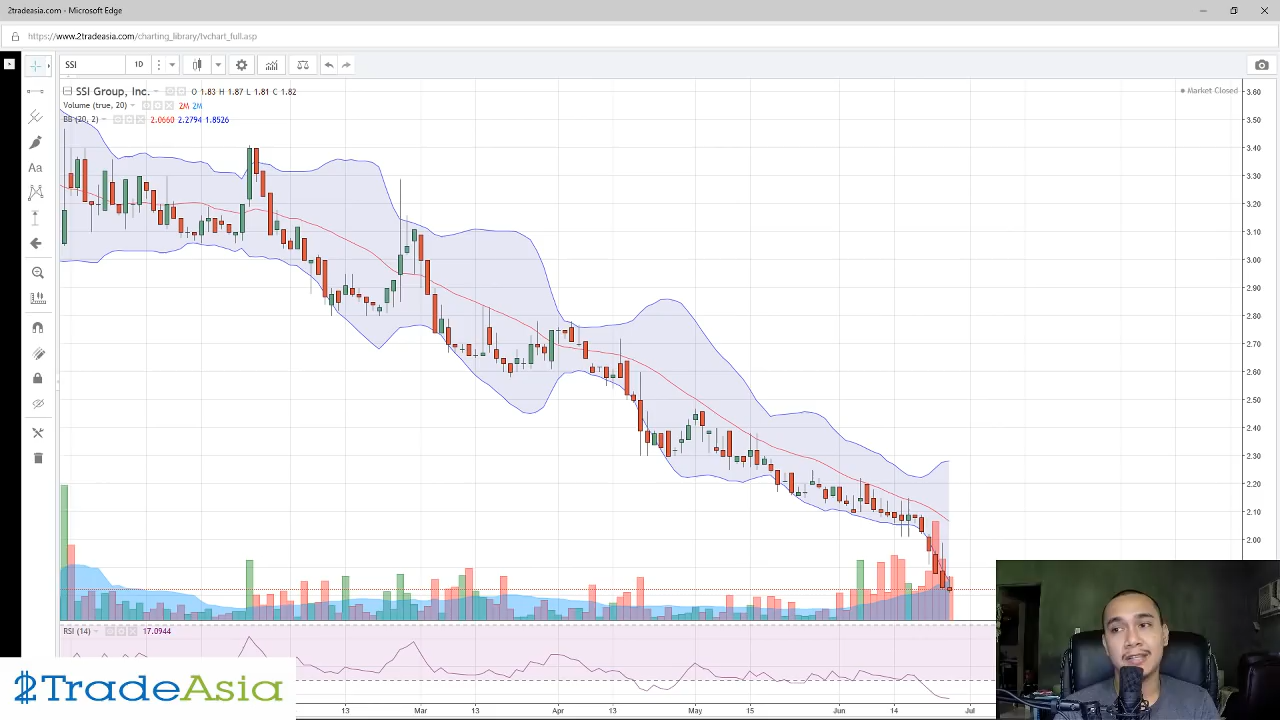 2tradeasia.com - Microsoft Edge
https://www.2tradeasia.com/charting_library/tvchart_full.asp
SSI 1D
Aa
SSI Group, Inc. O 1.83 H 1.87 L 1.81 C 1.82
Market Closed
Volume (true, 20) 2M 2M
BB (20, 2) 2.0660 2.2794 1.8526
3.60
3.50
3.40
3.30
3.20
3.10
3.00
2.90
2.80
2.70
2.60
2.50
2.40
2.30
2.20
2.10
2.00
RSI (14) 17.0944
2TradeAsia
13 Mar 13 Apr 13 May 15 Jun 14 Jul